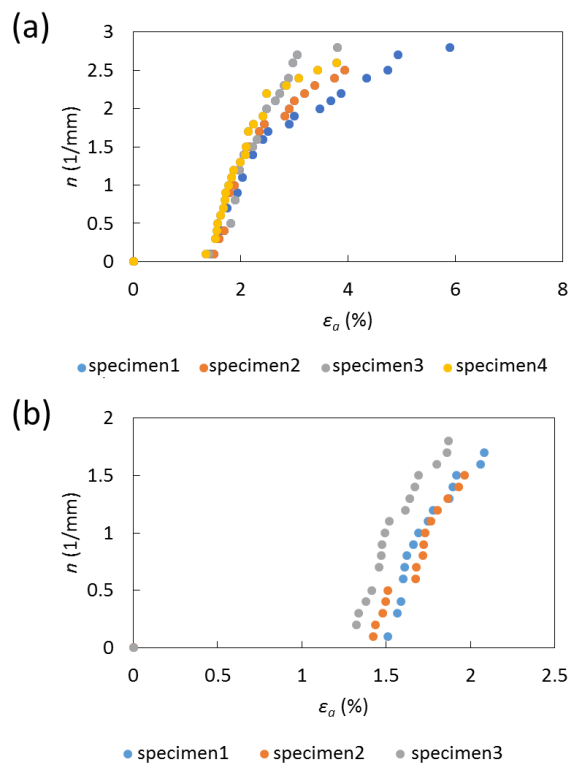 (a)
3
2.5
2
1.5
1
0.5
0
n (1/mm)
0 2 4 6 8
εa (%)
specimen1 specimen2 specimen3 specimen4
(b)
2
1.5
1
0.5
0
n (1/mm)
0 0.5 1 1.5 2 2.5
εa (%)
specimen1 specimen2 specimen3